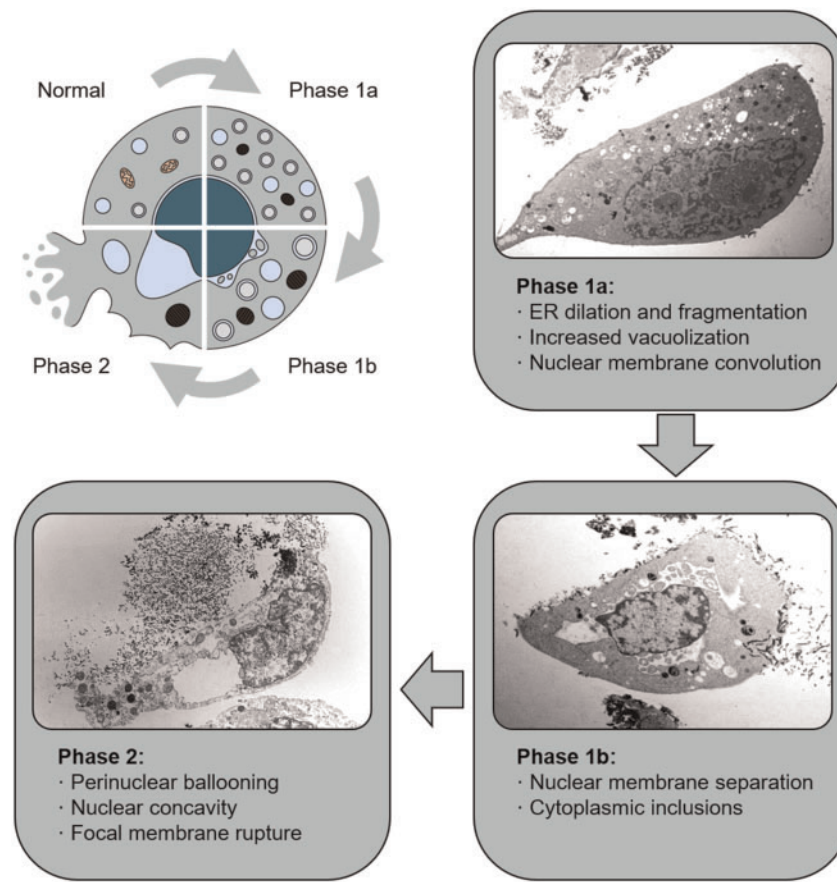 Normal
Phase 1a
Phase 2
Phase 1b
Phase 1a:
· ER dilation and fragmentation
· Increased vacuolization
· Nuclear membrane convolution
Phase 2:
· Perinuclear ballooning
· Nuclear concavity
· Focal membrane rupture
Phase 1b:
· Nuclear membrane separation
· Cytoplasmic inclusions